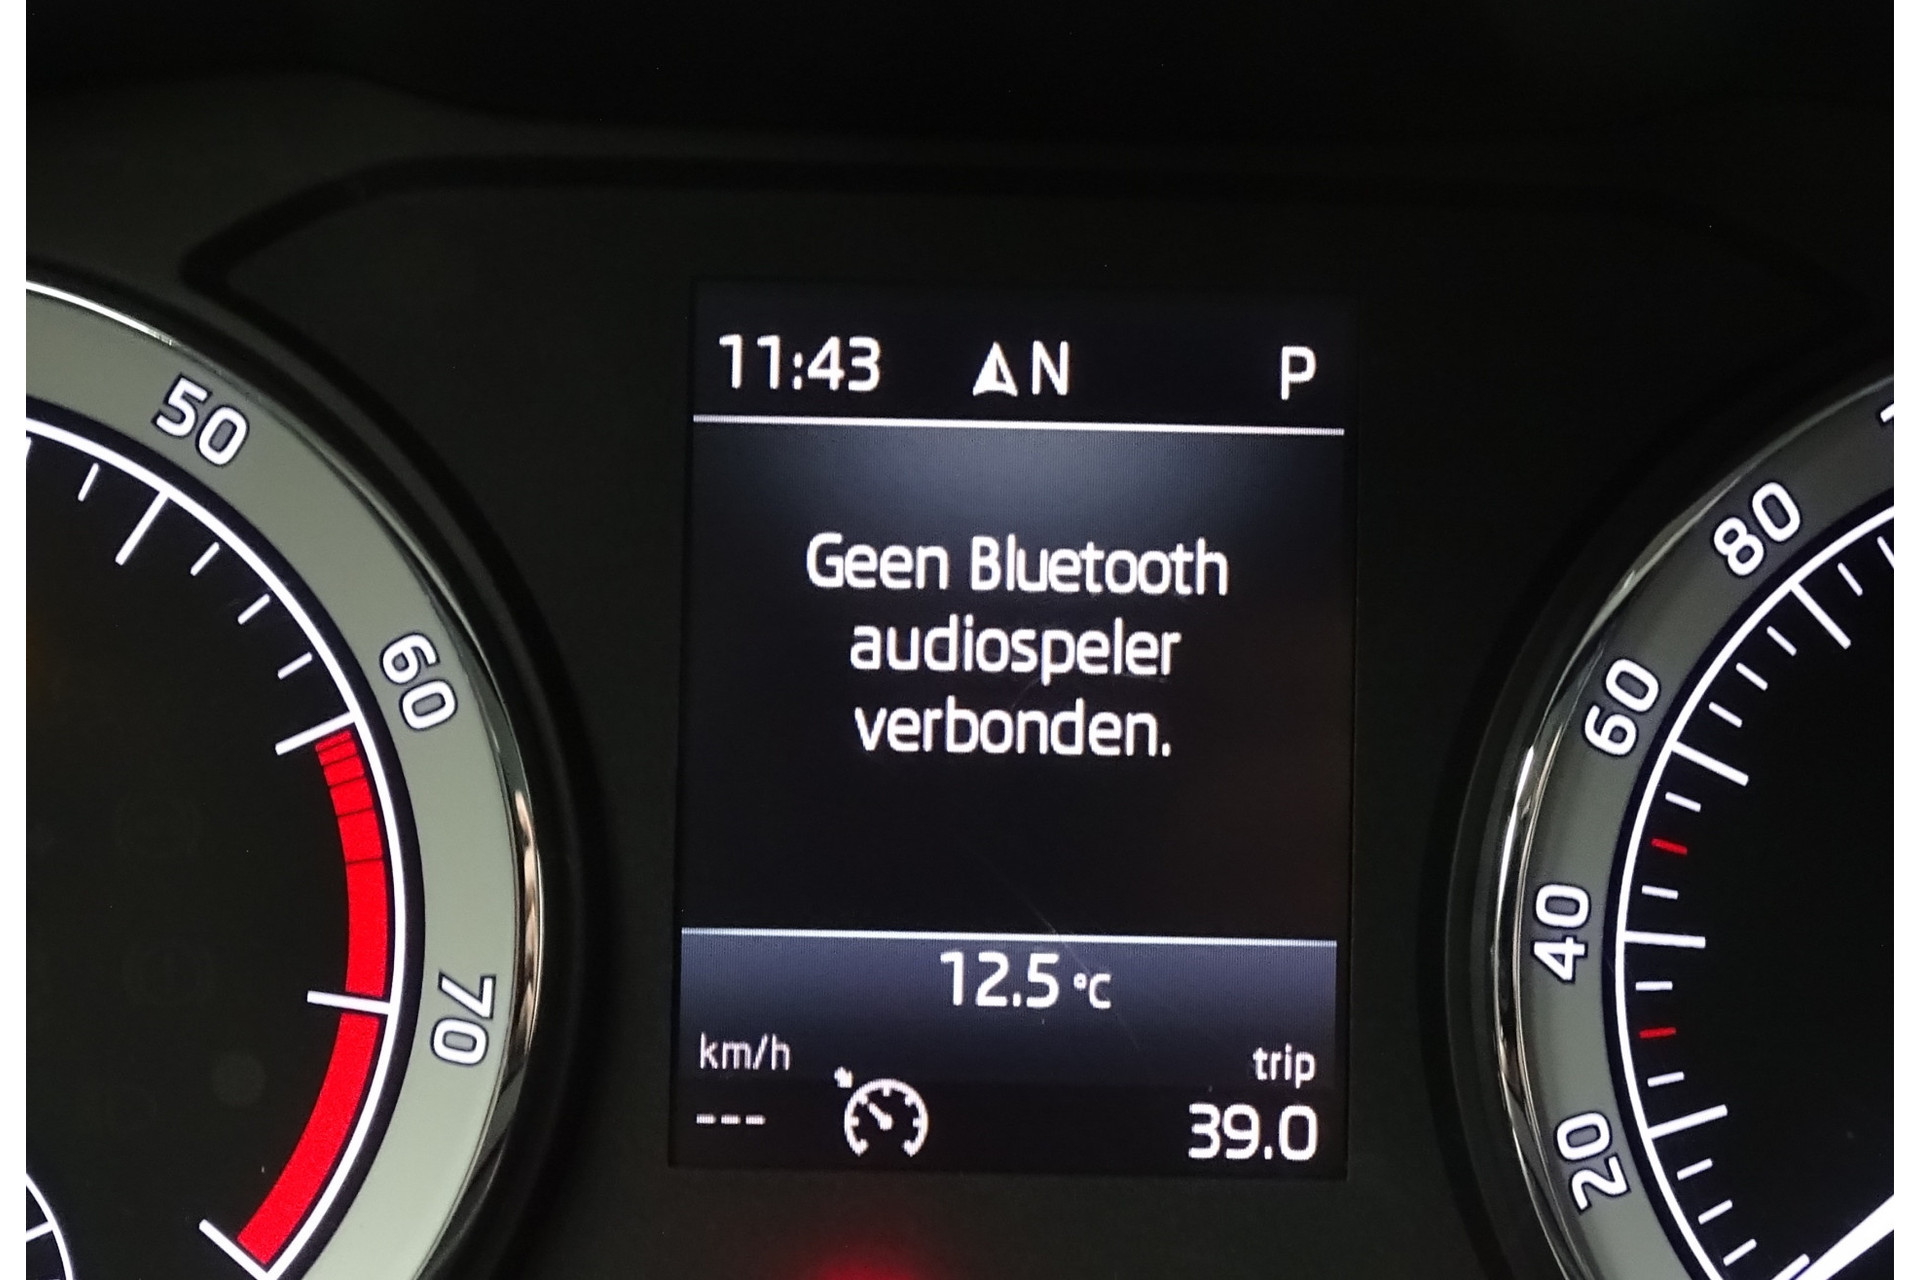 11:43 N P
Geen Bluetooth
audiospeler
verbonden.
12.5 °C
km/h trip
--- 39.0
50
60
70
80
60
40
20